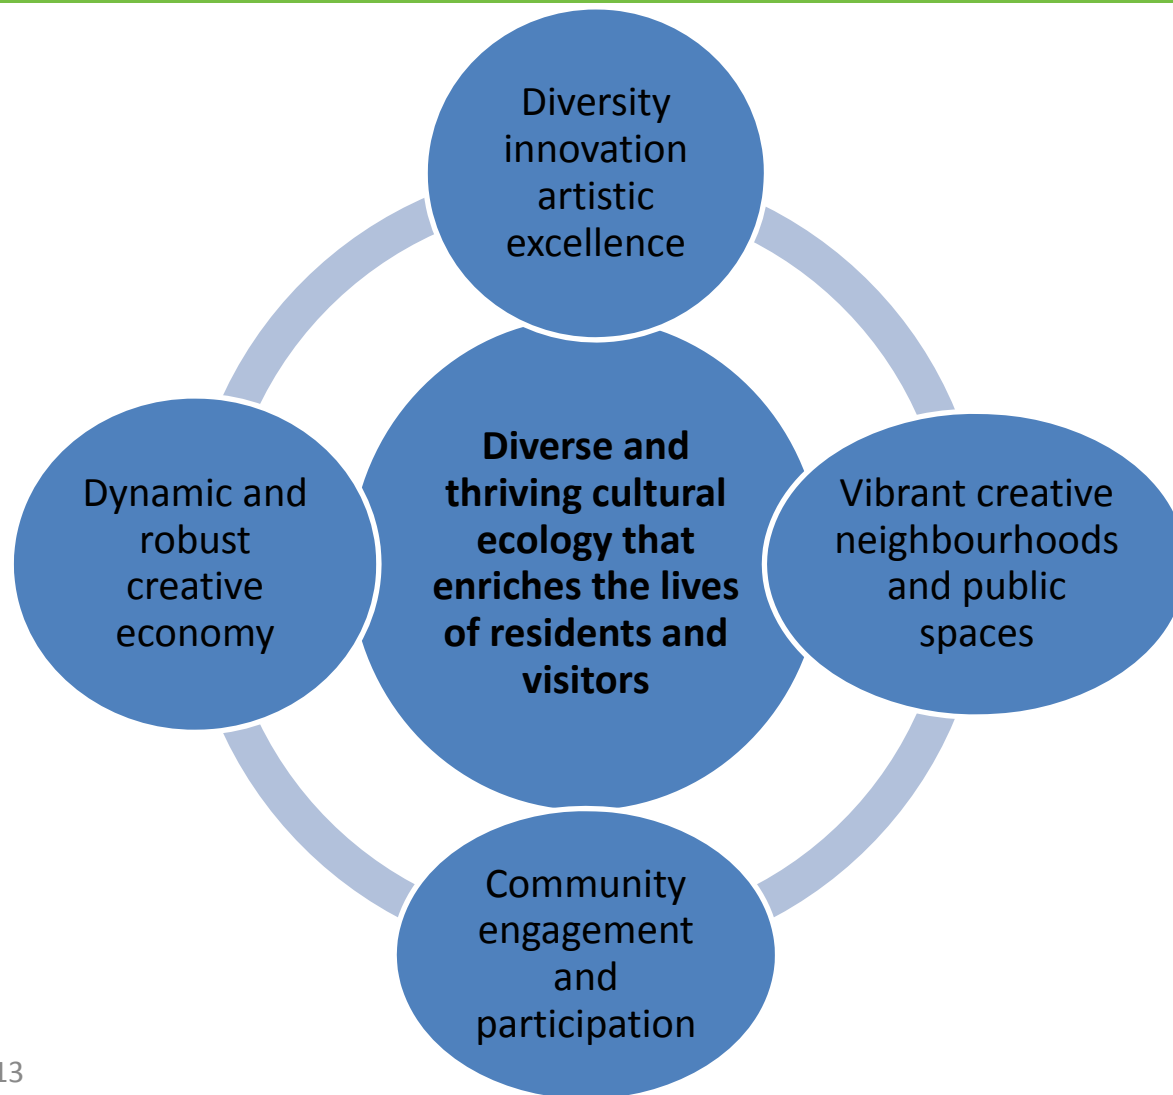 Diversity
innovation
artistic
excellence
Diverse and
thriving cultural
ecology that
enriches the lives
of residents and
visitors
Dynamic and
robust
creative
economy
Vibrant creative
neighbourhoods
and public
spaces
Community
engagement
and
participation
13